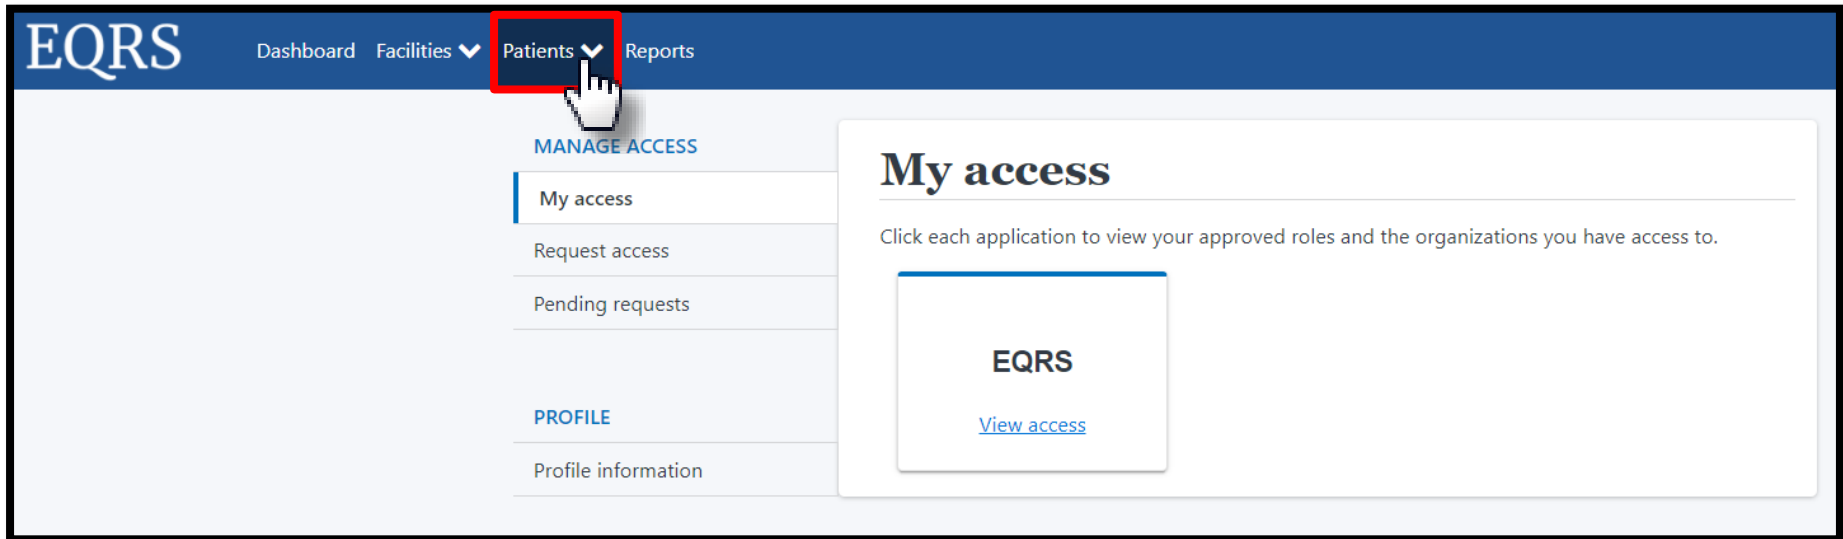 EQRS Dashboard Facilities Patients Reports
MANAGE ACCESS
My access
Request access
Pending requests
PROFILE
Profile information
My access
Click each application to view your approved roles and the organizations you have access to.
EQRS
View access